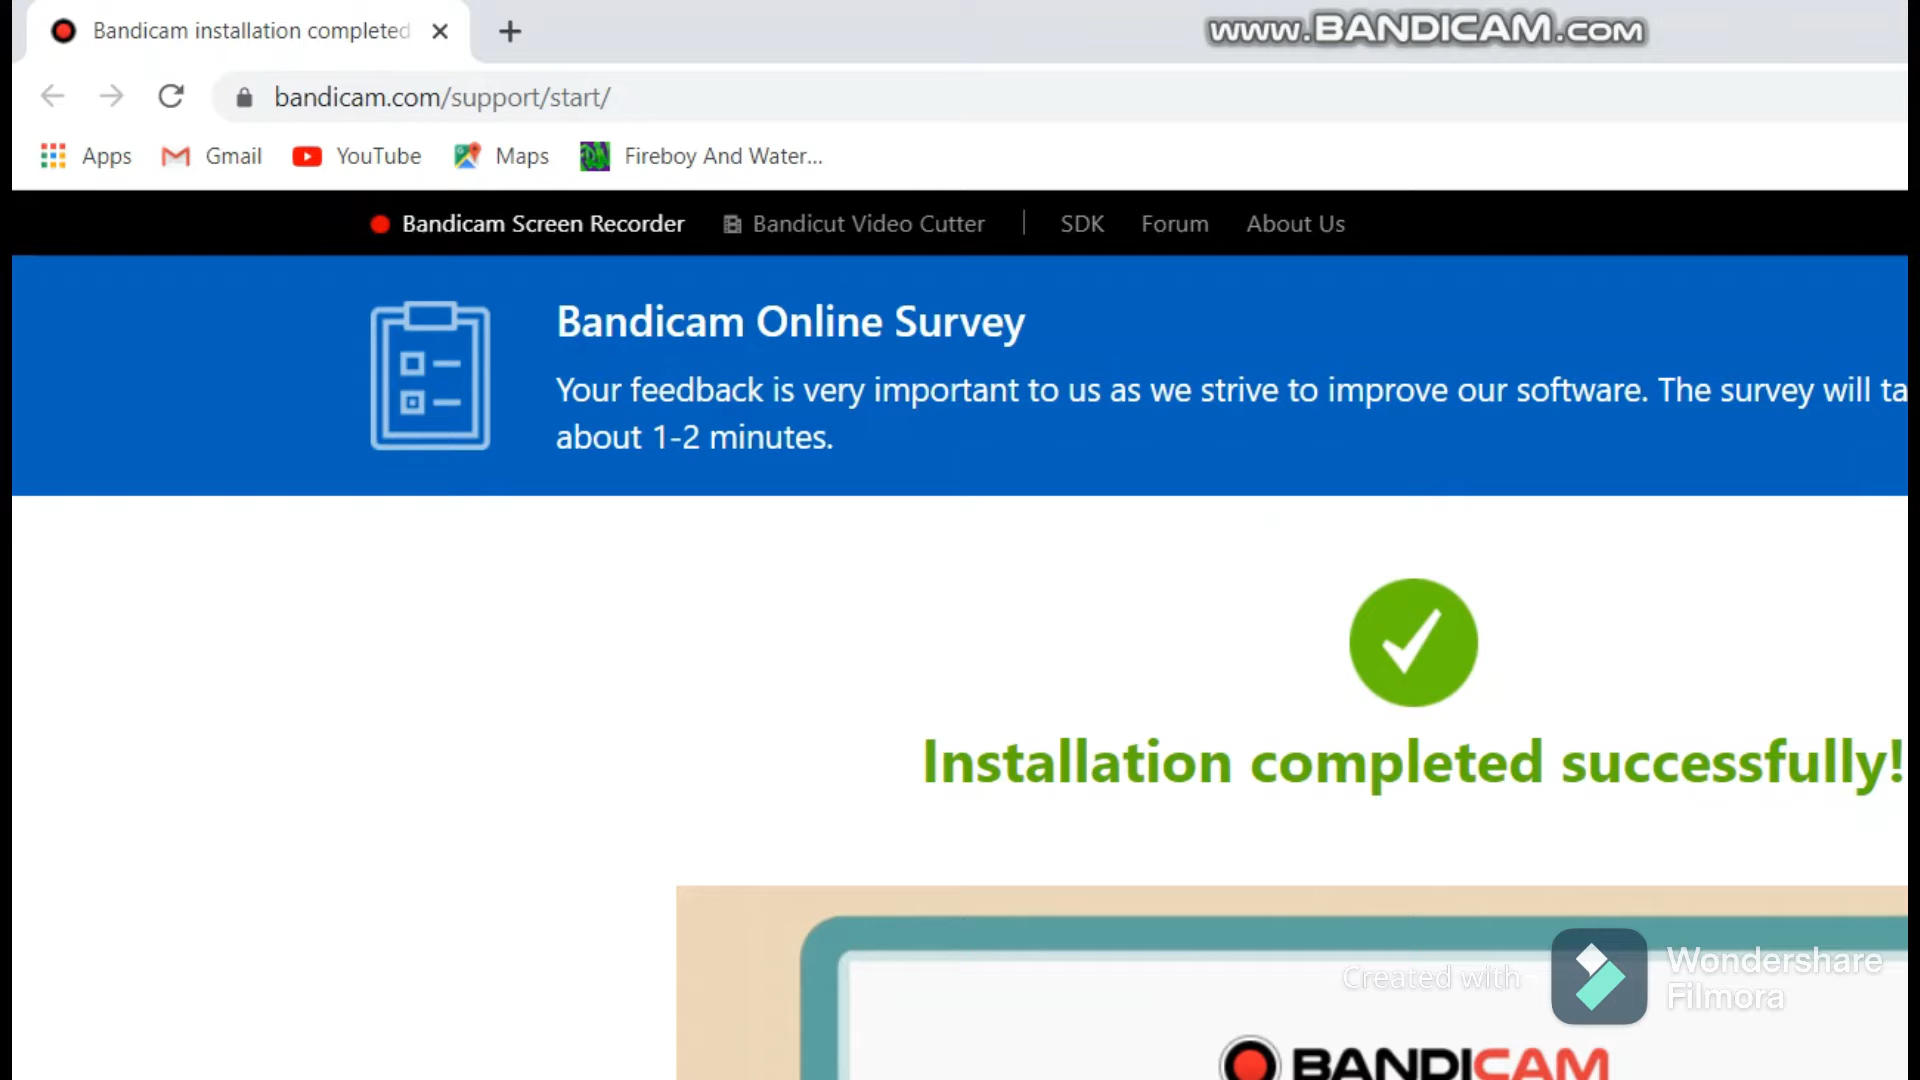 Bandicam installation completed
www.BANDICAM.com
bandicam.com/support/start/
Apps Gmail YouTube Maps Fireboy And Water...
Bandicam Screen Recorder Bandicut Video Cutter | SDK Forum About Us
Bandicam Online Survey
Your feedback is very important to us as we strive to improve our software. The survey will ta
about 1-2 minutes.
Installation completed successfully!
Created with
Wondershare
Filmora
BANDICAM